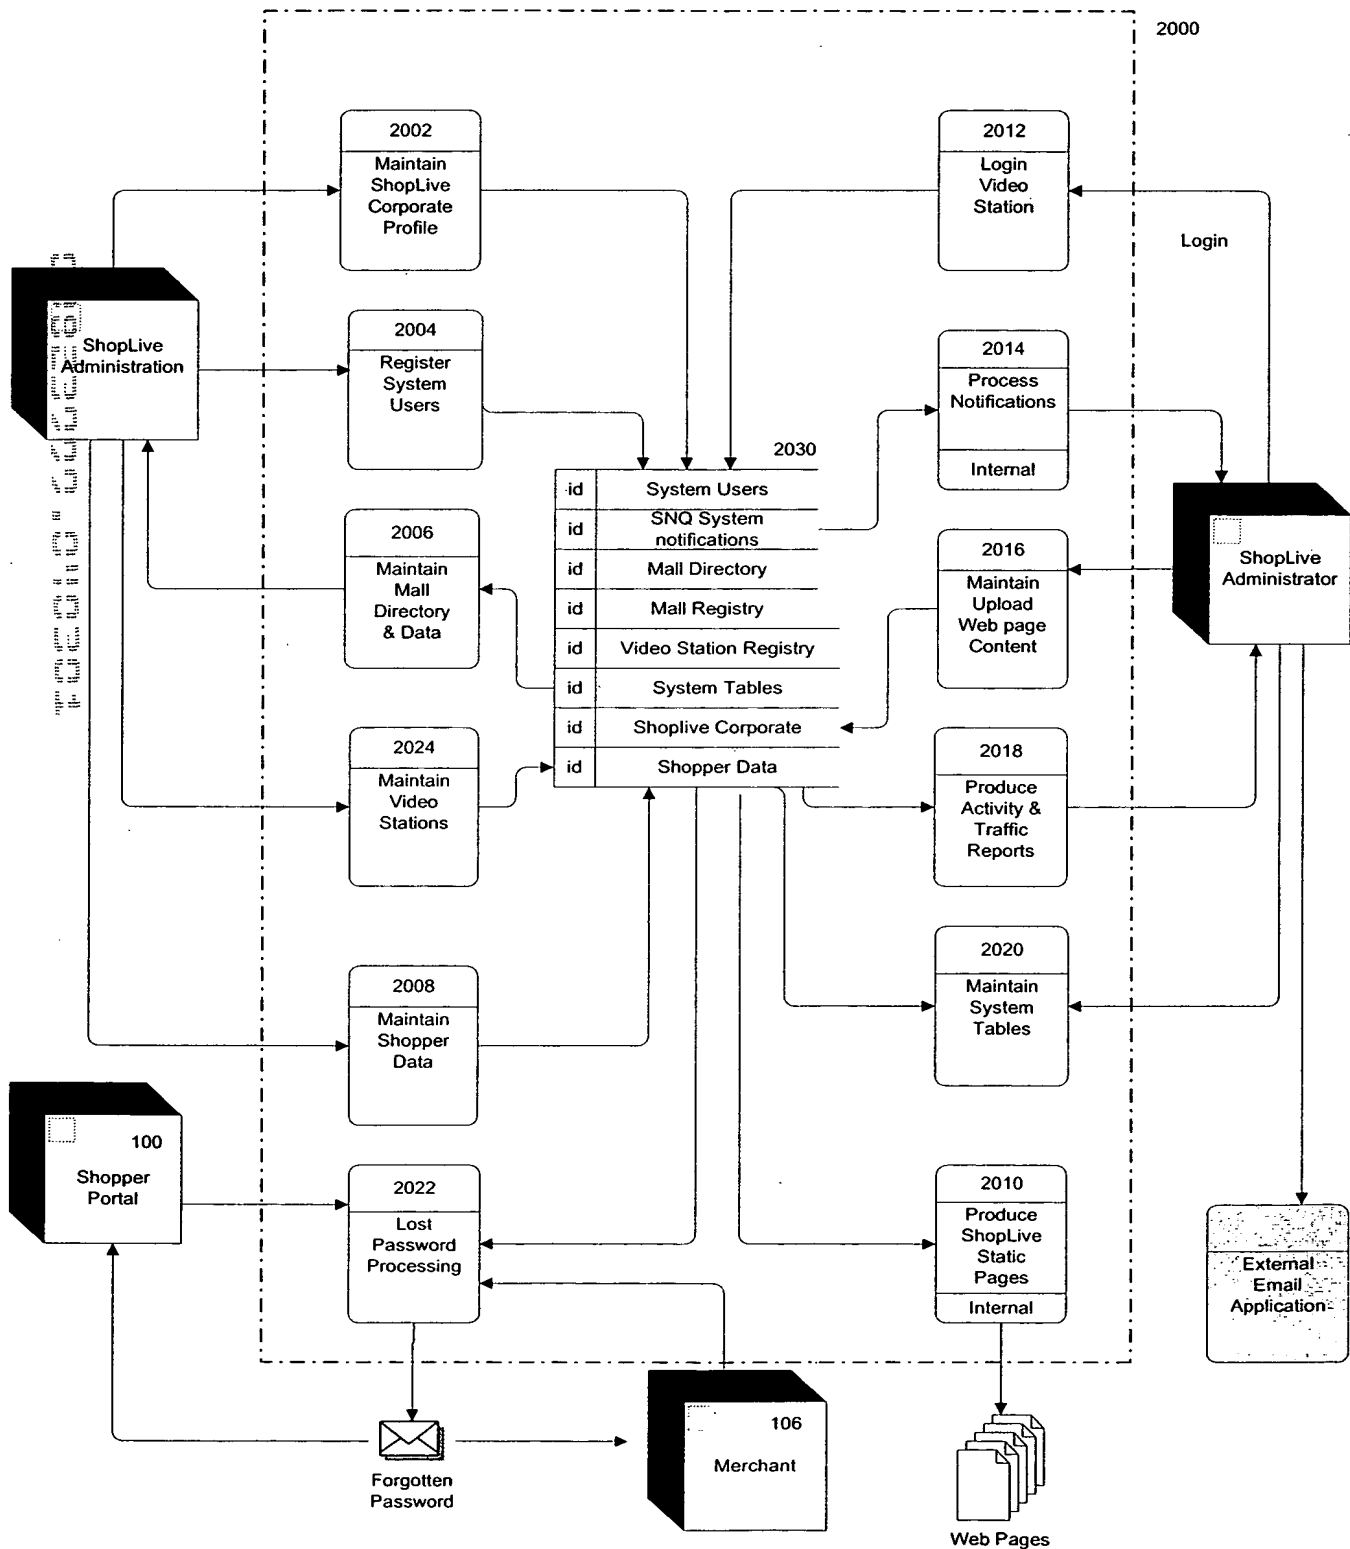 2000
2002
Maintain
ShopLive
Corporate
Profile
2012
Login
Video
Station
Login
ShopLive
Administration
2004
Register
System
Users
2014
Process
Notifications
Internal
2030
id System Users
id SNQ System
notifications
id Mall Directory
id Mall Registry
id Video Station Registry
id System Tables
id Shoplive Corporate
id Shopper Data
2006
Maintain
Mall
Directory
& Data
2016
Maintain
Upload
Web page
Content
ShopLive
Administrator
2024
Maintain
Video
Stations
2018
Produce
Activity &
Traffic
Reports
2020
Maintain
System
Tables
2008
Maintain
Shopper
Data
100
Shopper
Portal
2022
Lost
Password
Processing
2010
Produce
ShopLive
Static
Pages
Internal
External
Email
Application
Forgotten
Password
106
Merchant
Web Pages